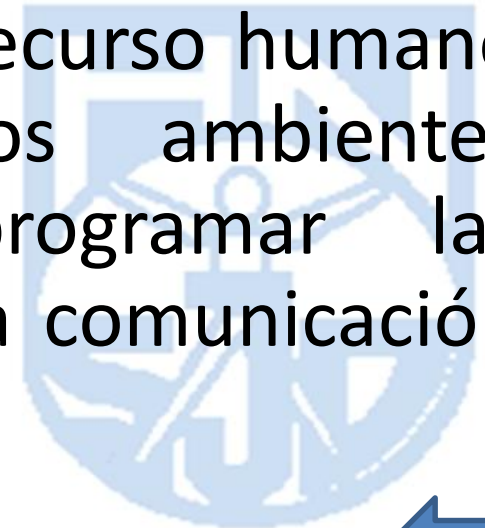 ecurso human
os ambiente
programar la
comunicació